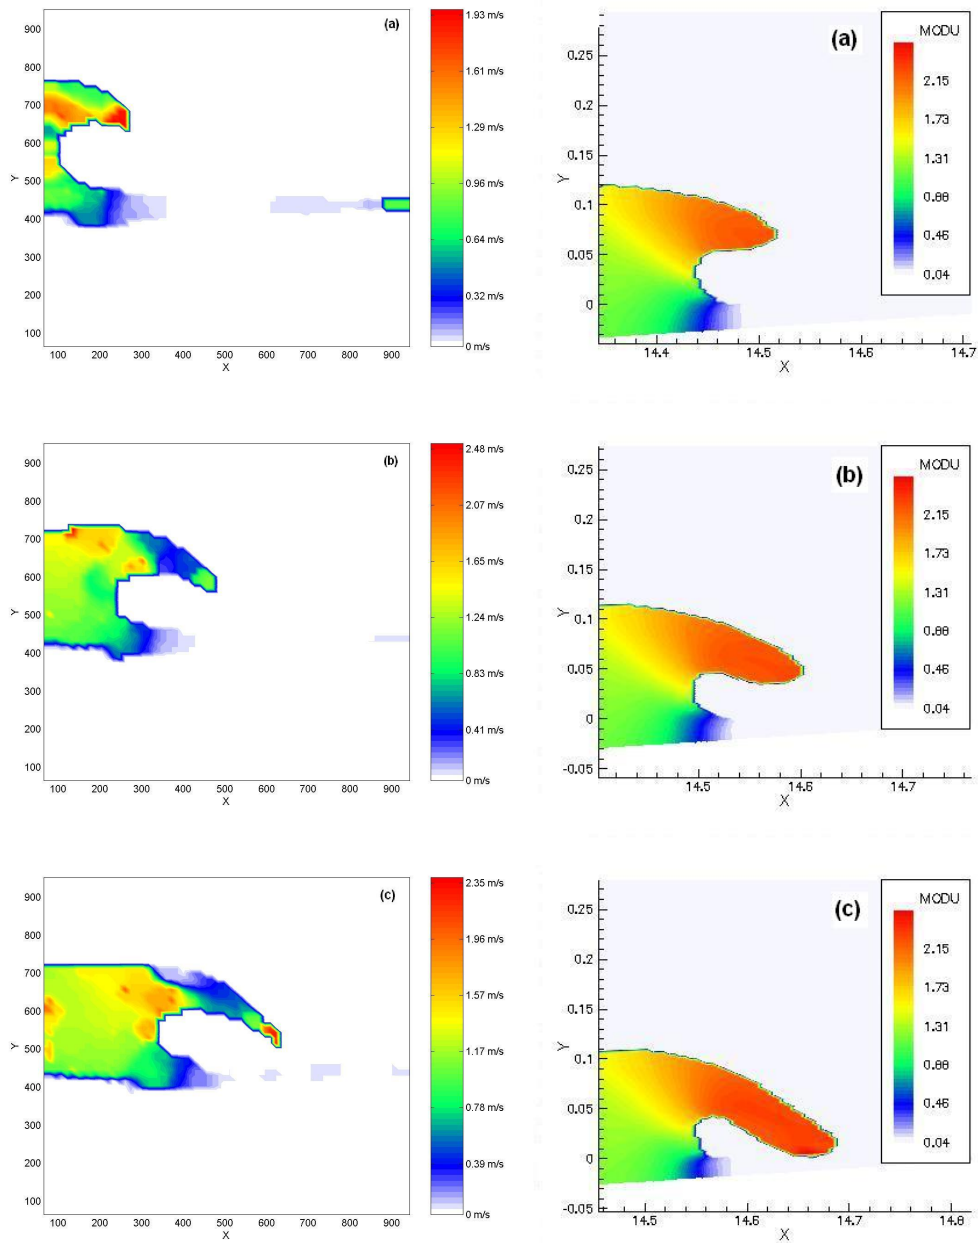 (a)
950
900
800
700
600
500
400
300
200
100
Y
100 200 300 400 500 600 700 800 900
X
1.93 m/s
1.61 m/s
1.29 m/s
0.96 m/s
0.64 m/s
0.32 m/s
0 m/s
(a)
0.25
0.2
0.15
0.1
0.05
0
Y
14.4 14.5 14.6 14.7
X
MODU
2.15
1.73
1.31
0.88
0.46
0.04
(b)
900
800
700
600
500
400
300
200
100
Y
100 200 300 400 500 600 700 800 900
X
2.48 m/s
2.07 m/s
1.65 m/s
1.24 m/s
0.83 m/s
0.41 m/s
0 m/s
(b)
0.25
0.2
0.15
0.1
0.05
0
-0.05
Y
14.5 14.6 14.7
X
MODU
2.15
1.73
1.31
0.88
0.46
0.04
(c)
900
800
700
600
500
400
300
200
100
Y
100 200 300 400 500 600 700 800 900
X
2.35 m/s
1.96 m/s
1.57 m/s
1.17 m/s
0.78 m/s
0.39 m/s
0 m/s
(c)
0.25
0.2
0.15
0.1
0.05
0
-0.05
Y
14.5 14.6 14.7 14.8
X
MODU
2.15
1.73
1.31
0.88
0.46
0.04